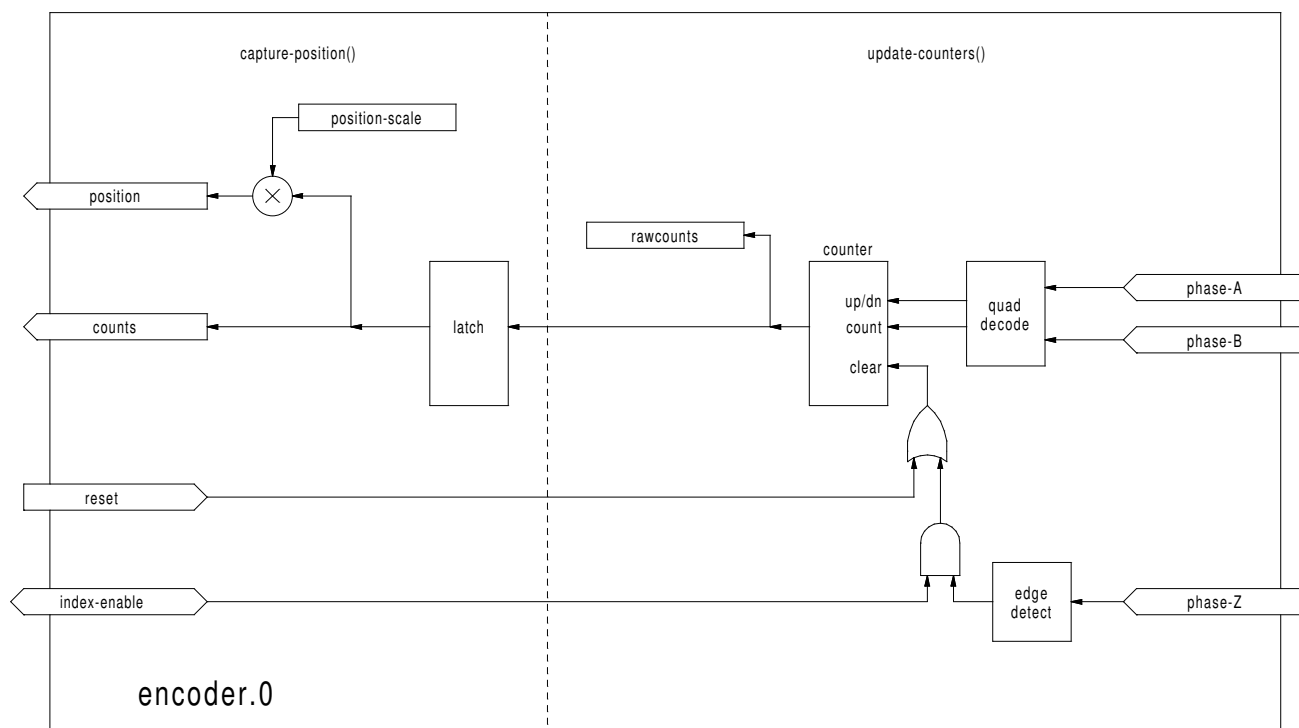 capture-position()
update-counters()
position-scale
position
rawcounts
counter
up/dn
count
clear
quad
decode
phase-A
phase-B
counts
latch
reset
index-enable
edge
detect
phase-Z
encoder.0